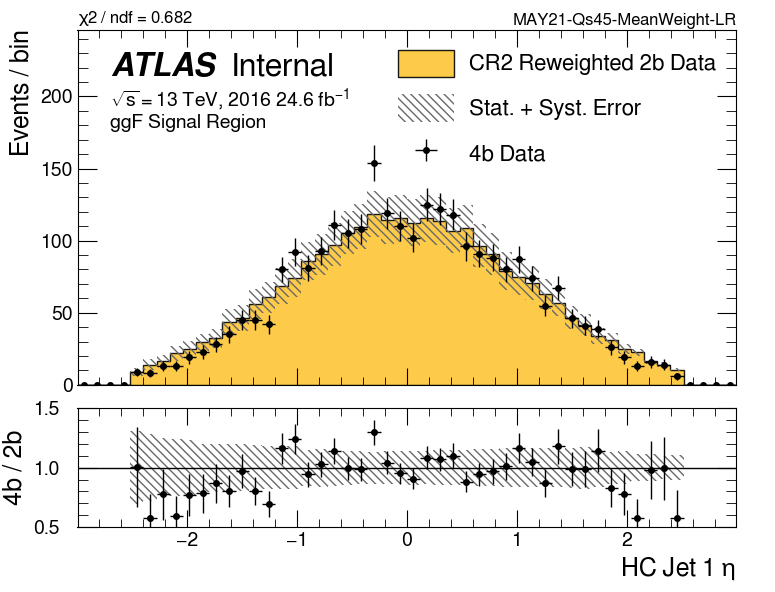 χ2 / ndf = 0.682
MAY21-Qs45-MeanWeight-LR
Events / bin
ATLAS Internal
√s = 13 TeV, 2016 24.6 fb−1
ggF Signal Region
CR2 Reweighted 2b Data
Stat. + Syst. Error
4b Data
200
150
100
50
0
4b / 2b
1.5
1.0
0.5
−2 −1 0 1 2
HC Jet 1 η